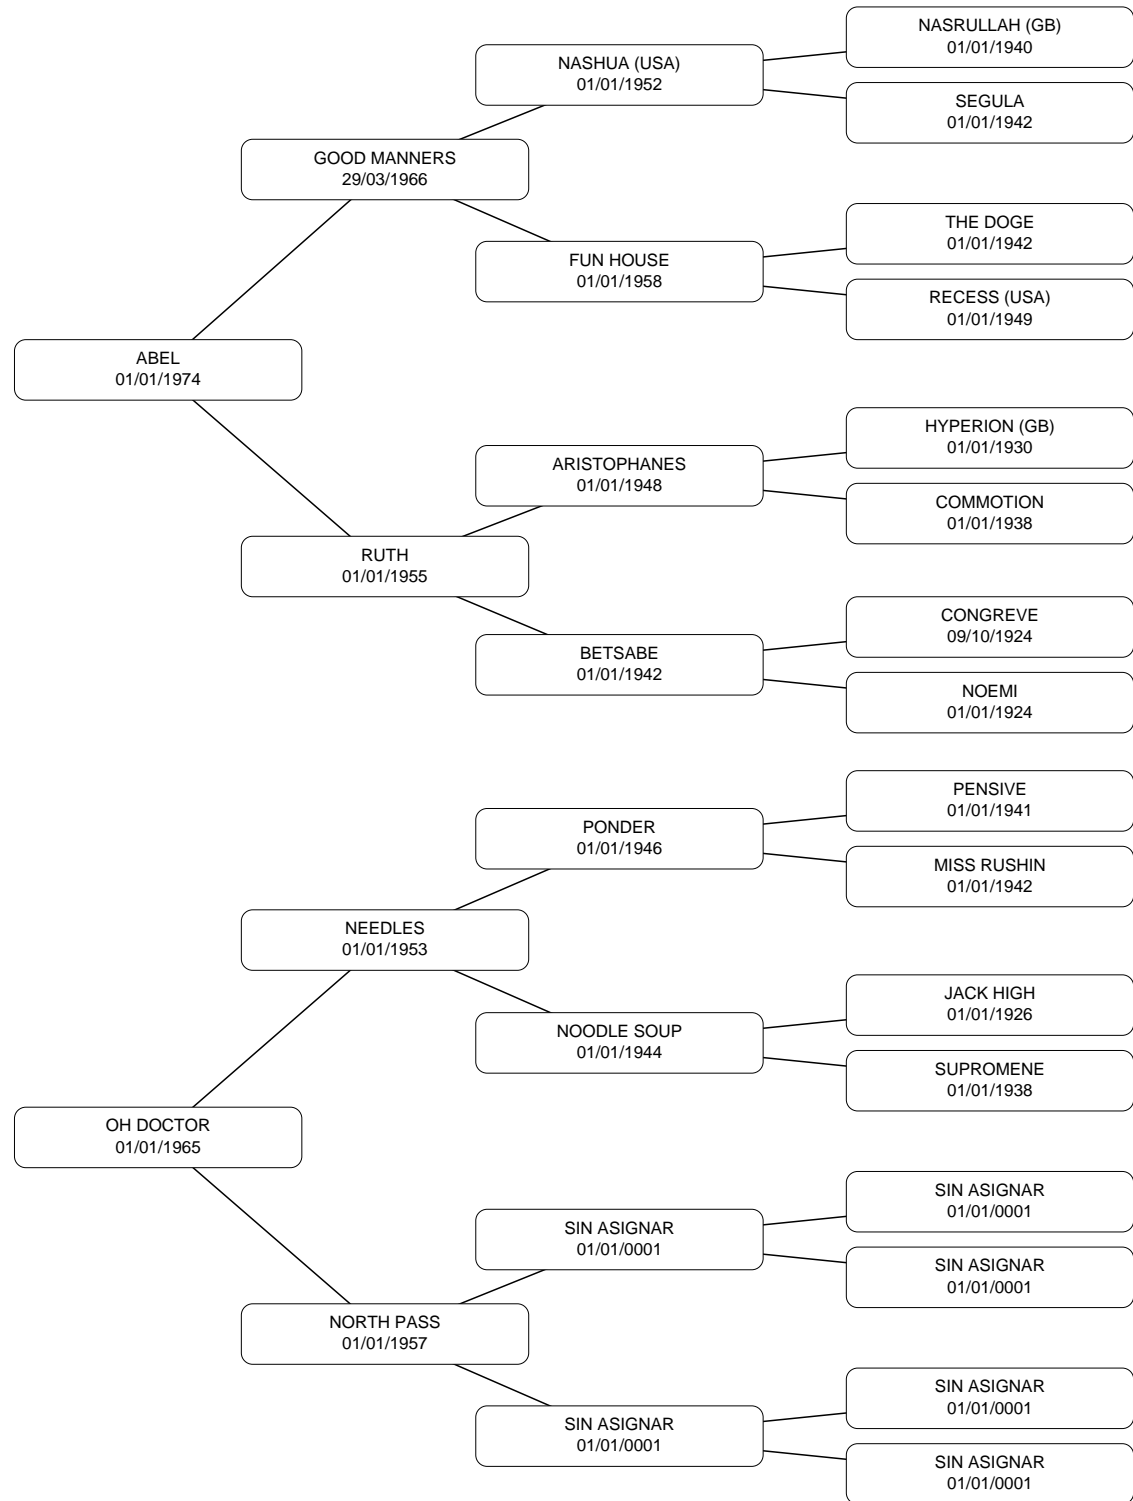 NASRULLAH (GB)
01/01/1940
NASHUA (USA)
01/01/1952
SEGULA
01/01/1942
GOOD MANNERS
29/03/1966
THE DOGE
01/01/1942
FUN HOUSE
01/01/1958
RECESS (USA)
01/01/1949
ABEL
01/01/1974
HYPERION (GB)
01/01/1930
ARISTOPHANES
01/01/1948
COMMOTION
01/01/1938
RUTH
01/01/1955
CONGREVE
09/10/1924
BETSABE
01/01/1942
NOEMI
01/01/1924
PENSIVE
01/01/1941
PONDER
01/01/1946
MISS RUSHIN
01/01/1942
NEEDLES
01/01/1953
JACK HIGH
01/01/1926
NOODLE SOUP
01/01/1944
SUPROMENE
01/01/1938
OH DOCTOR
01/01/1965
SIN ASIGNAR
01/01/0001
SIN ASIGNAR
01/01/0001
SIN ASIGNAR
01/01/0001
NORTH PASS
01/01/1957
SIN ASIGNAR
01/01/0001
SIN ASIGNAR
01/01/0001
SIN ASIGNAR
01/01/0001